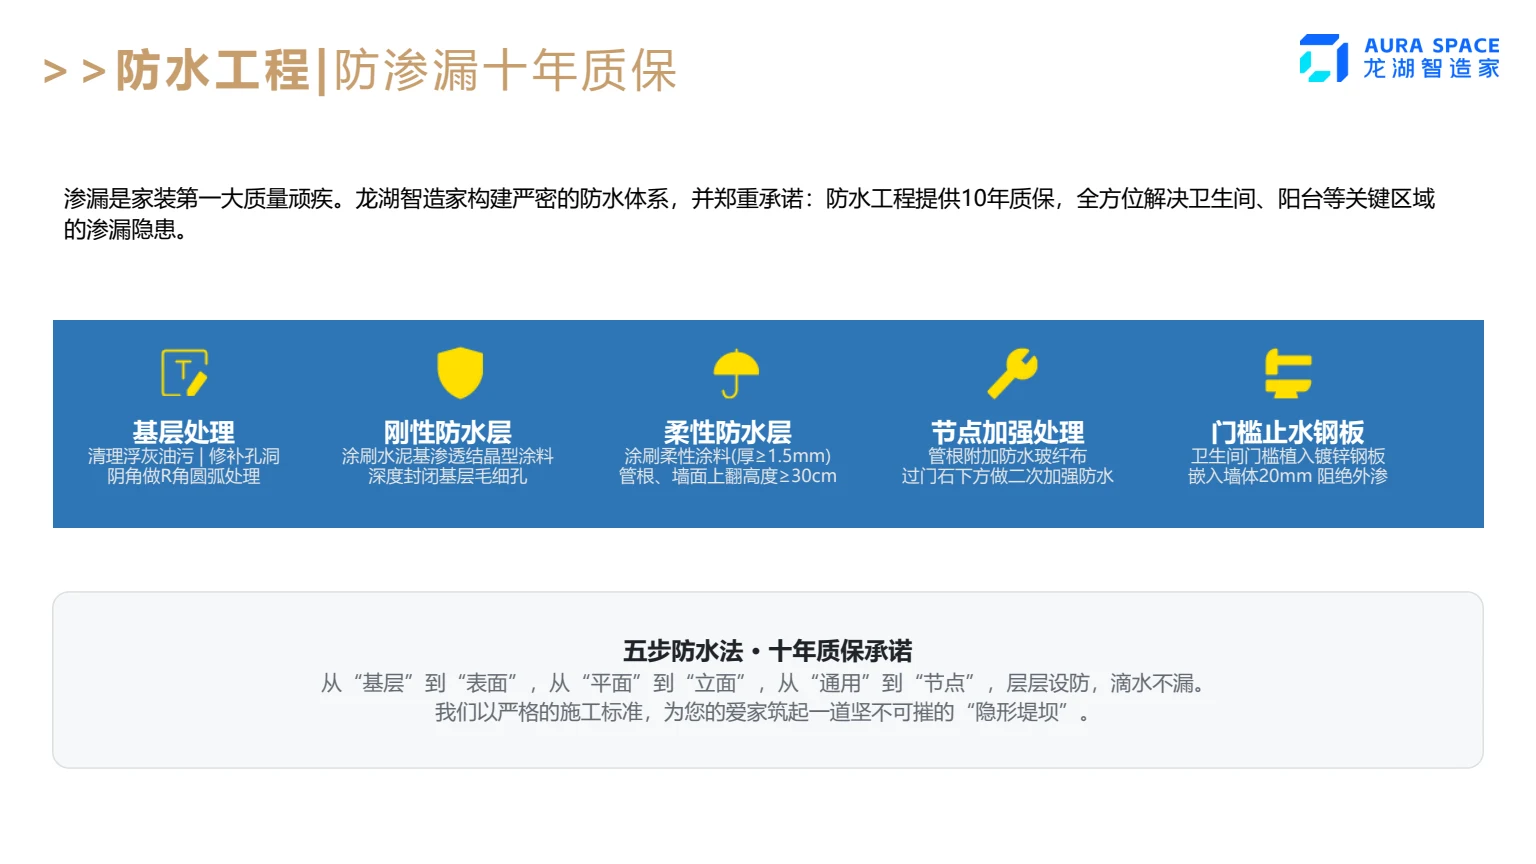 > >防水工程|防渗漏十年质保
AURA SPACE
龙湖智造家
渗漏是家装第一大质量顽疾。龙湖智造家构建严密的防水体系，并郑重承诺：防水工程提供10年质保，全方位解决卫生间、阳台等关键区域
的渗漏隐患。
基层处理
清理浮灰油污 | 修补孔洞
阴角做R角圆弧处理
刚性防水层
涂刷水泥基渗透结晶型涂料
深度封闭基层毛细孔
柔性防水层
涂刷柔性涂料(厚≥1.5mm)
管根、墙面上翻高度≥30cm
节点加强处理
管根附加防水玻纤布
过门石下方做二次加强防水
门槛止水钢板
卫生间门槛植入镀锌钢板
嵌入墙体20mm 阻绝外渗
五步防水法 • 十年质保承诺
从“基层”到“表面”，从“平面”到“立面”，从“通用”到“节点”，层层设防，滴水不漏。
我们以严格的施工标准，为您的爱家筑起一道坚不可摧的“隐形堤坝”。